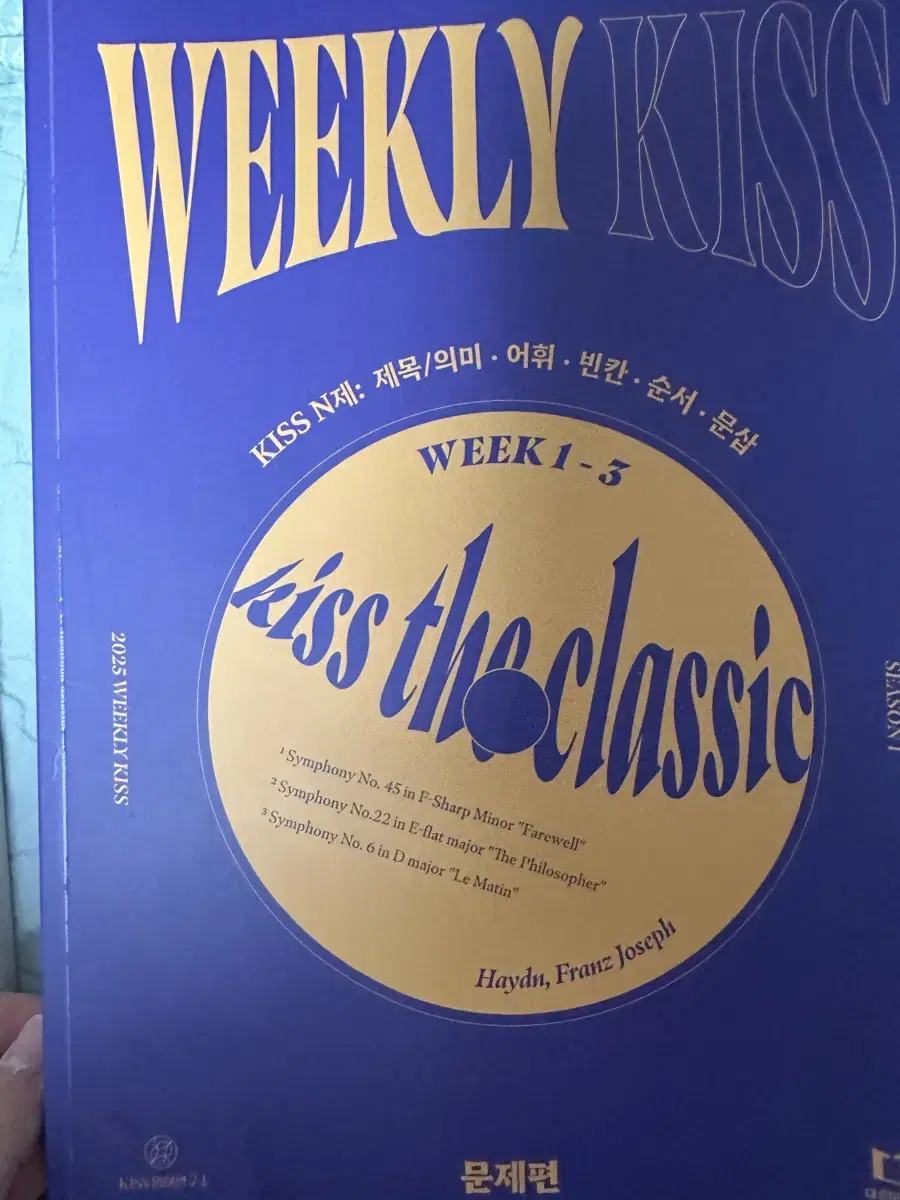 WEEKLY KISS
KISS N제: 제목/의미 · 어휘 · 빈칸 · 순서 · 문삽
WEEK 1 - 3
kiss the classic
¹ Symphony No. 45 in F-Sharp Minor "Farewell"
² Symphony No.22 in E-flat major "The Philosopher"
³ Symphony No. 6 in D major "Le Matin"
Haydn, Franz Joseph
2025 WEEKLY KISS
SEASON 1
문제편